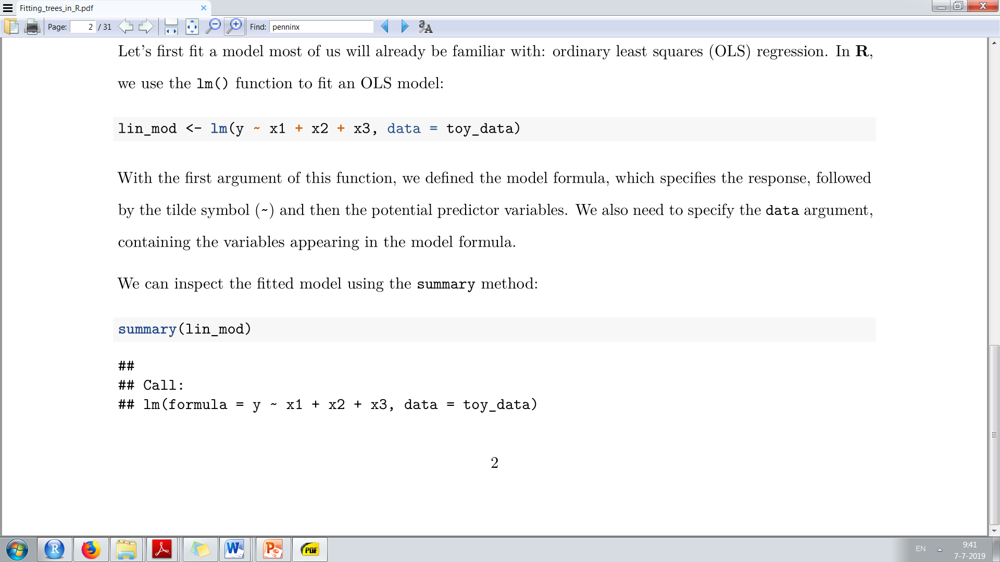 Fitting_trees_in_R.pdf
Page: 2 / 31 Find: penninx
Let's first fit a model most of us will already be familiar with: ordinary least squares (OLS) regression. In R,
we use the lm() function to fit an OLS model:
lin_mod <- lm(y ~ x1 + x2 + x3, data = toy_data)
With the first argument of this function, we defined the model formula, which specifies the response, followed
by the tilde symbol (~) and then the potential predictor variables. We also need to specify the data argument,
containing the variables appearing in the model formula.
We can inspect the fitted model using the summary method:
summary(lin_mod)
##
## Call:
## lm(formula = y ~ x1 + x2 + x3, data = toy_data)
2
EN 9:41
7-7-2019